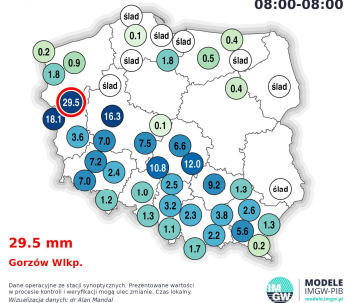 08:00-08:00
ślad
0.1
ślad
ślad
0.4
0.2
0.9
1.8
ślad
1.8
0.5
ślad
ślad
0.4
ślad
29.5
18.1
16.3
0.1
3.6
7.0
7.5
6.6
7.2
2.4
10.8
12.0
7.0
2.5
9.2
1.3
ślad
1.2
1.0
3.2
1.3
2.3
3.8
2.6
1.3
1.1
2.2
5.6
1.7
0.2
29.5 mm
Gorzów Wlkp.
Dane operacyjne ze stacji synoptycznych. Prezentowane wartości
w procesie kontroli i weryfikacji mogą ulec zmianie. Czas lokalny.
Wizualizacja danych: dr Alan Mandal
IM
GW
MODELE
IMGW-PIB
modele.imgw.pl